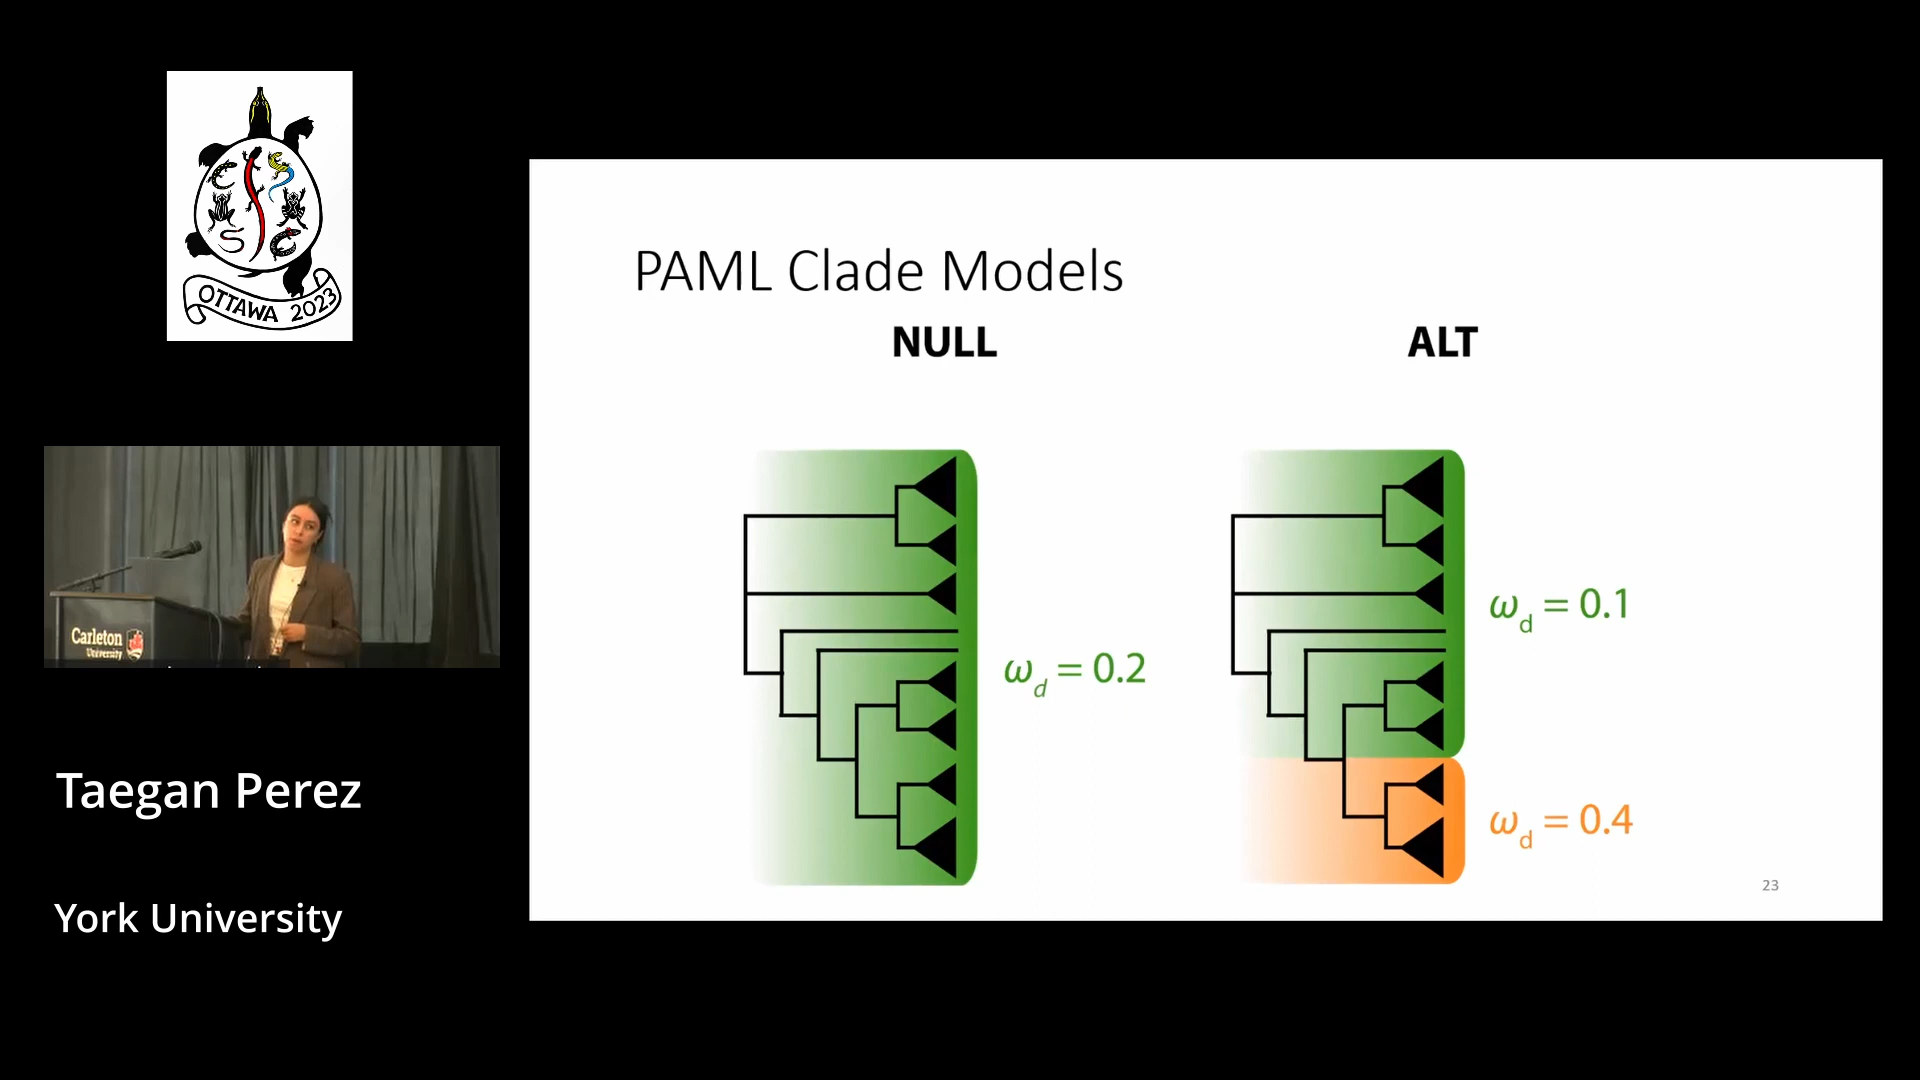 OTTAWA 2023
Carleton
University
Taegan Perez
York University
PAML Clade Models
NULL
ALT
ω_d = 0.2
ω_d = 0.1
ω_d = 0.4
23